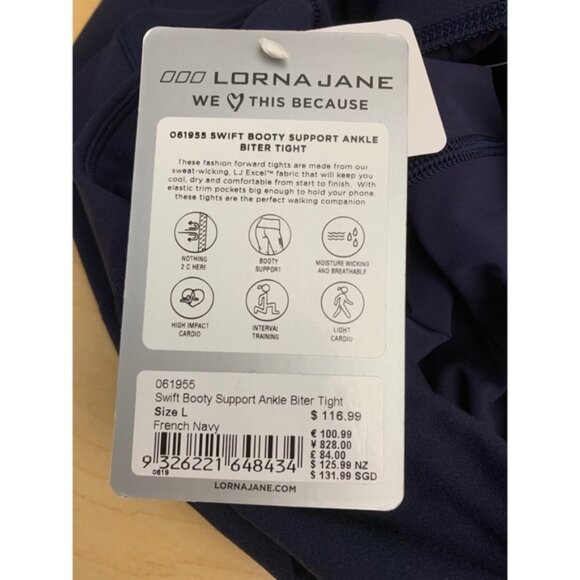 LORNA JANE
WE THIS BECAUSE
061955 SWIFT BOOTY SUPPORT ANKLE
BITER TIGHT
These fashion forward tights are made from our
sweat-wicking, LJ Excel™ fabric that will keep you
cool, dry and comfortable from start to finish. With
elastic trim pockets big enough to hold your phone,
these tights are the perfect walking companion
NOTHING
2 C HERE
BOOTY
SUPPORT
MOISTURE WICKING
AND BREATHABLE
HIGH IMPACT
CARDIO
INTERVAL
TRAINING
LIGHT
CARDIO
061955
Swift Booty Support Ankle Biter Tight
Size L
$ 116.99
French Navy
€ 100.99
¥ 828.00
£ 84.00
$ 125.99 NZ
$ 131.99 SGD
9 326221 648434
0619
LORNAJANE.COM